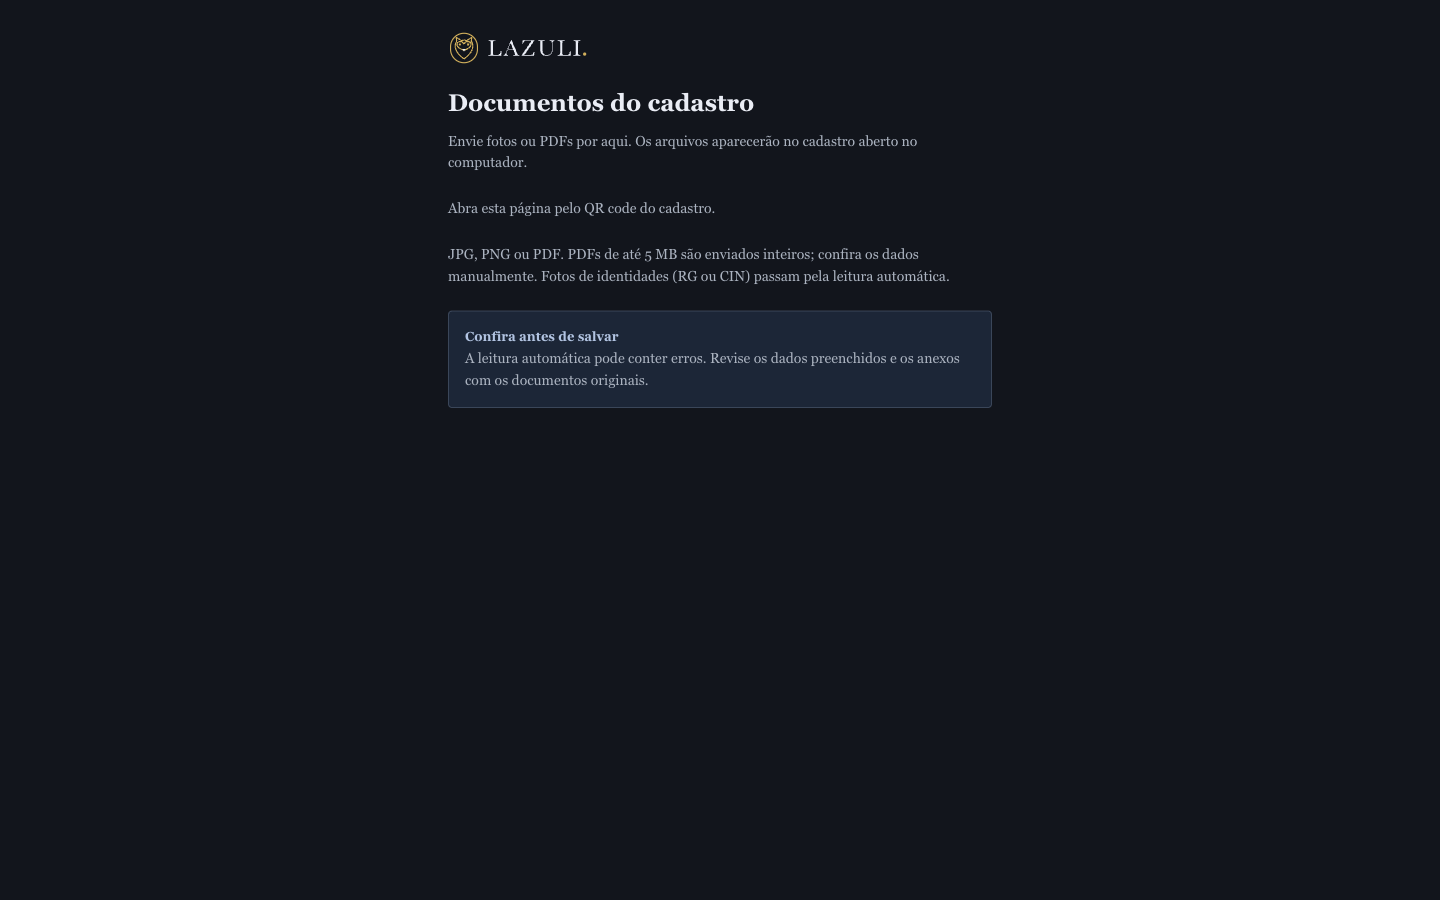 LAZULI.
Documentos do cadastro
Envie fotos ou PDFs por aqui. Os arquivos aparecerão no cadastro aberto no
computador.
Abra esta página pelo QR code do cadastro.
JPG, PNG ou PDF. PDFs de até 5 MB são enviados inteiros; confira os dados
manualmente. Fotos de identidades (RG ou CIN) passam pela leitura automática.
Confira antes de salvar
A leitura automática pode conter erros. Revise os dados preenchidos e os anexos
com os documentos originais.